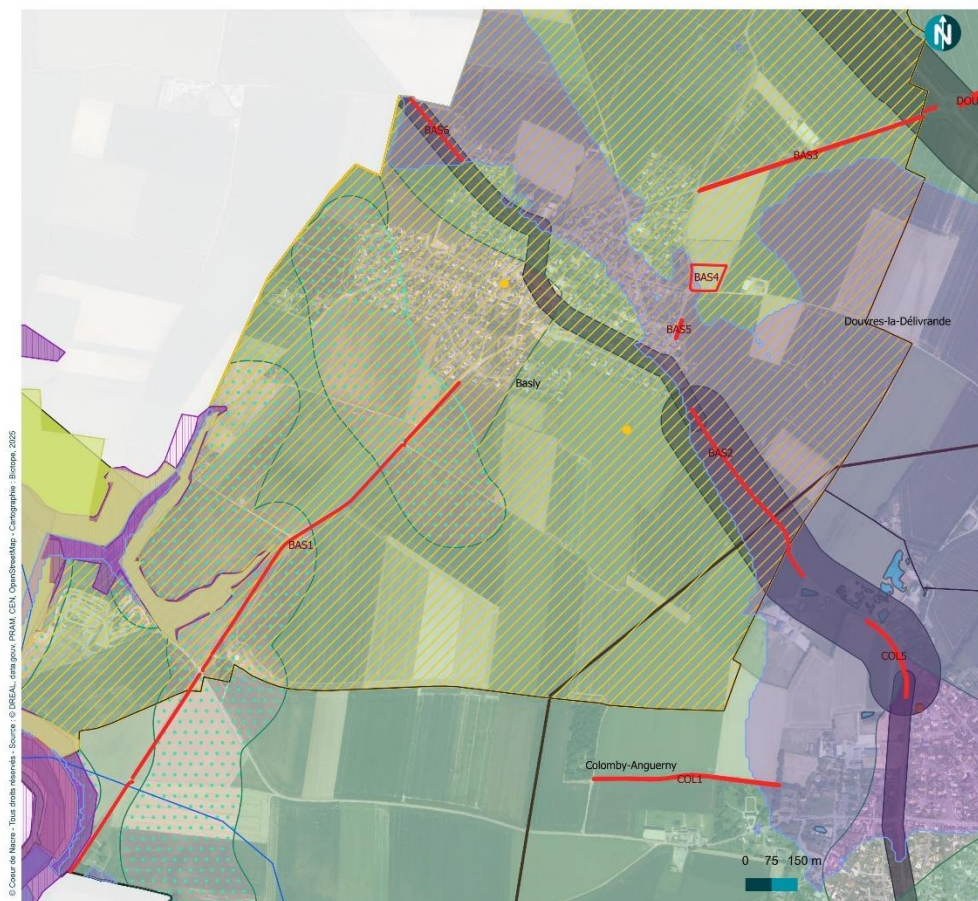 N
BAS6
DOU
BAS3
BAS4
BAS5
Douvres-la-Délivrande
Basly
BAS2
BAS1
COL5
Colomby-Anguerny
COL1
0 75 150 m
© Coeur de Nacre - Tous droits réservés - Source : © DREAL, data.gouv, PRAM, CEN, OpenStreetMap - Cartographie : Biotope, 2025